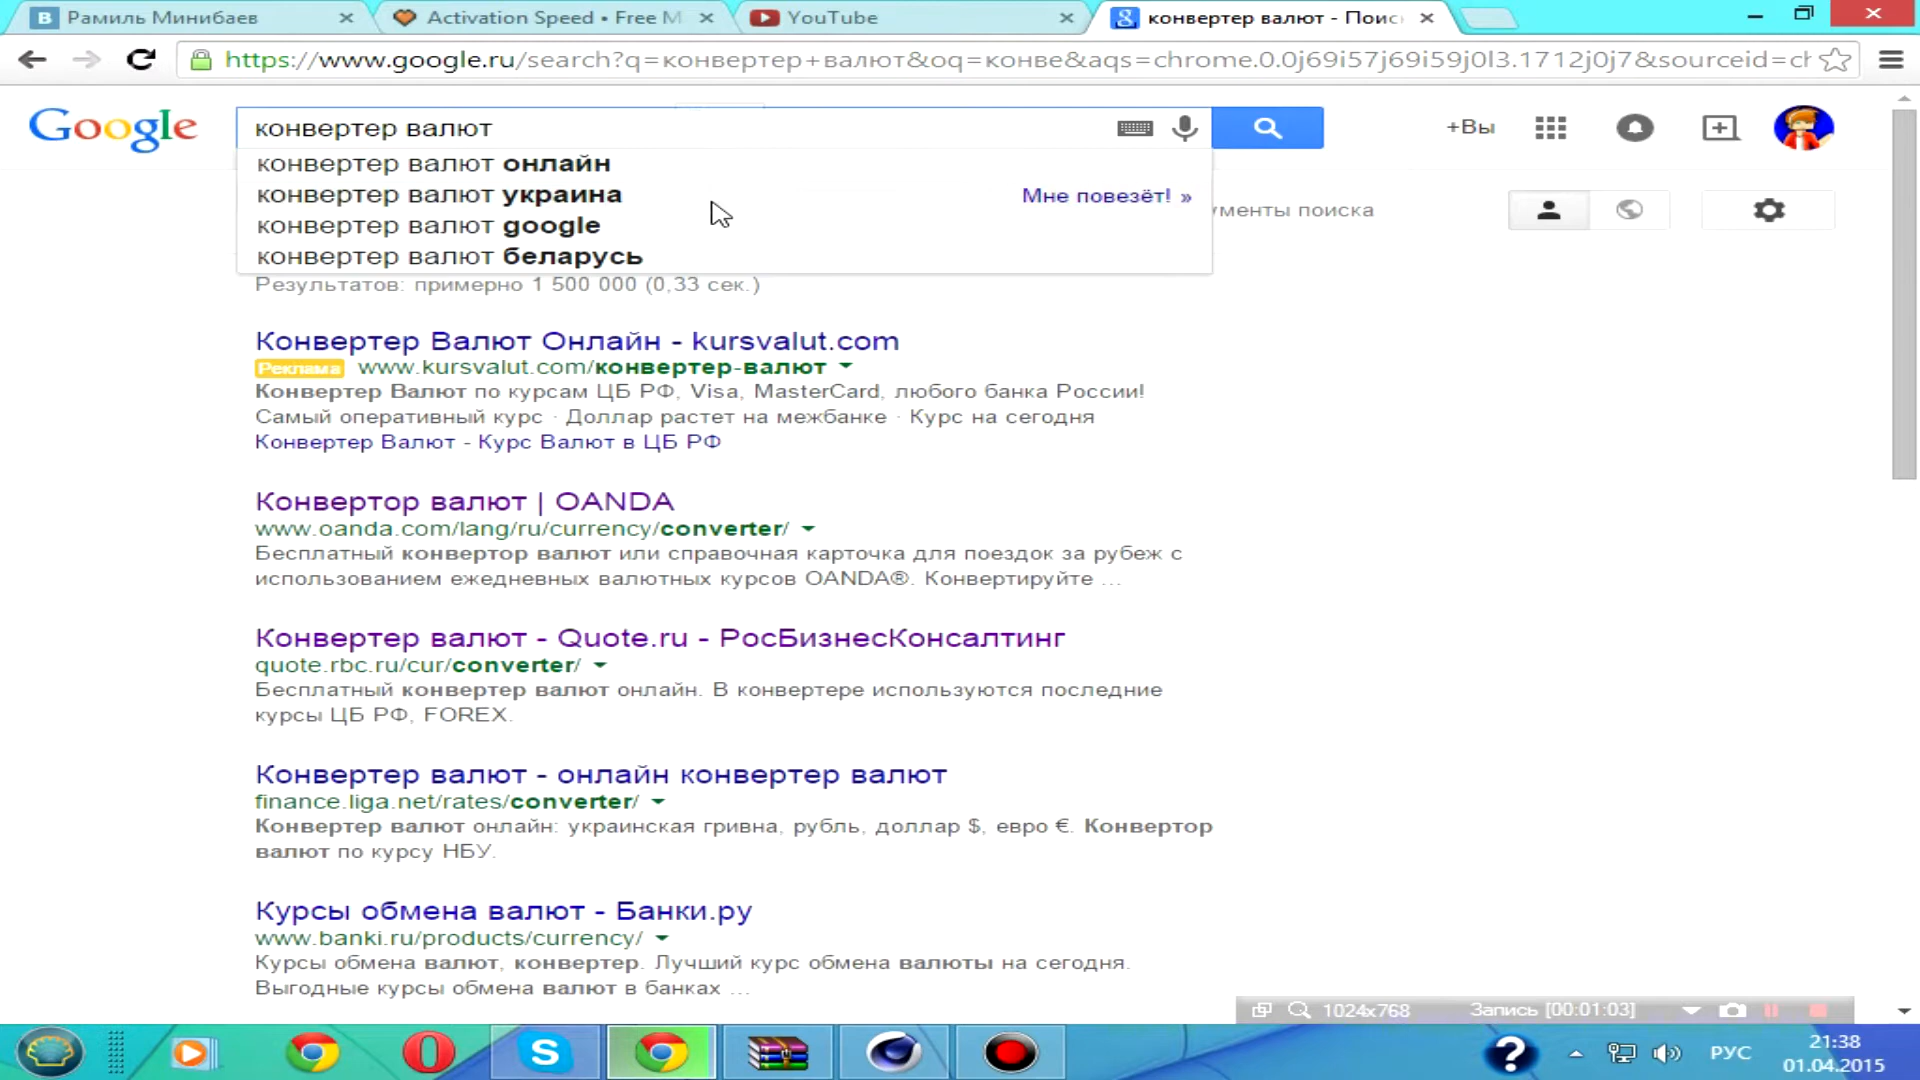 Рамиль Минибаев
Activation Speed • Free M
YouTube
конвертер валют - Поис
https://www.google.ru/search?q=конвертер+валют&oq=конве&aqs=chrome.0.0j69i57j69i59j0l3.1712j0j7&sourceid=ch
Google
конвертер валют
+Вы
конвертер валют онлайн
конвертер валют украина
Мне повезёт! »
конвертер валют google
конвертер валют беларусь
ументы поиска
Результатов: примерно 1 500 000 (0,33 сек.)
Конвертер Валют Онлайн - kursvalut.com
Реклама www.kursvalut.com/конвертер-валют
Конвертер Валют по курсам ЦБ РФ, Visa, MasterCard, любого банка России!
Самый оперативный курс · Доллар растет на межбанке · Курс на сегодня
Конвертер Валют - Курс Валют в ЦБ РФ
Конвертор валют | OANDA
www.oanda.com/lang/ru/currency/converter/
Бесплатный конвертор валют или справочная карточка для поездок за рубеж с
использованием ежедневных валютных курсов OANDA®. Конвертируйте ...
Конвертер валют - Quote.ru - РосБизнесКонсалтинг
quote.rbc.ru/cur/converter/
Бесплатный конвертер валют онлайн. В конвертере используются последние
курсы ЦБ РФ, FOREX.
Конвертер валют - онлайн конвертер валют
finance.liga.net/rates/converter/
Конвертер валют онлайн: украинская гривна, рубль, доллар $, евро €. Конвертор
валют по курсу НБУ.
Курсы обмена валют - Банки.ру
www.banki.ru/products/currency/
Курсы обмена валют, конвертер. Лучший курс обмена валюты на сегодня.
Выгодные курсы обмена валют в банках ...
1024x768
Запись [00:01:03]
РУС
21:38
01.04.2015